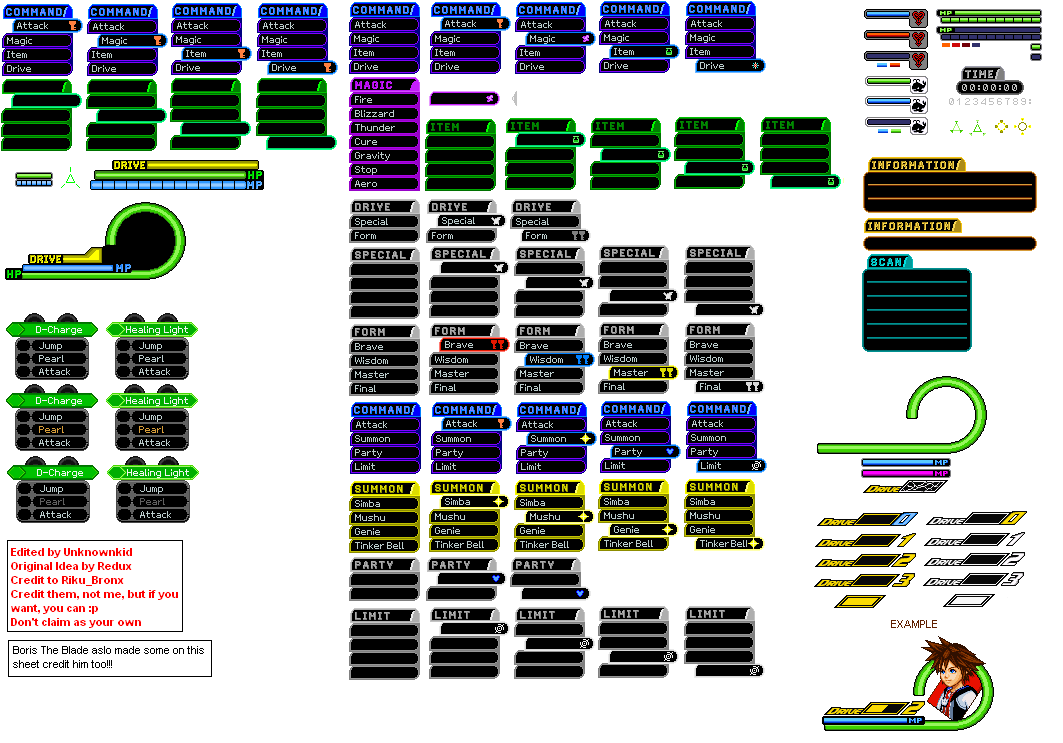 COMMAND
Attack
Magic
Item
Drive
COMMAND
Attack
Magic
Item
Drive
COMMAND
Attack
Magic
Item
Drive
COMMAND
Attack
Magic
Item
Drive
DRIVE
HP
MP
DRIVE
MP
HP
D-Charge
Jump
Pearl
Attack
Healing Light
Jump
Pearl
Attack
D-Charge
Jump
Pearl
Attack
Healing Light
Jump
Pearl
Attack
D-Charge
Jump
Pearl
Attack
Healing Light
Jump
Pearl
Attack
Edited by Unknownkid
Original Idea by Redux
Credit to Riku_Bronx
Credit them, not me, but if you
want, you can :p
Don't claim as your own
Boris The Blade aslo made some on this
sheet credit him too!!!
COMMAND
Attack
Magic
Item
Drive
COMMAND
Attack
Magic
Item
Drive
COMMAND
Attack
Magic
Item
Drive
COMMAND
Attack
Magic
Item
Drive
COMMAND
Attack
Magic
Item
Drive
MAGIC
Fire
Blizzard
Thunder
Cure
Gravity
Stop
Aero
ITEM
ITEM
ITEM
ITEM
ITEM
DRIVE
Special
Form
DRIVE
Special
Form
DRIVE
Special
Form
SPECIAL
SPECIAL
SPECIAL
SPECIAL
SPECIAL
FORM
Brave
Wisdom
Master
Final
FORM
Brave
Wisdom
Master
Final
FORM
Brave
Wisdom
Master
Final
FORM
Brave
Wisdom
Master
Final
FORM
Brave
Wisdom
Master
Final
COMMAND
Attack
Summon
Party
Limit
COMMAND
Attack
Summon
Party
Limit
COMMAND
Attack
Summon
Party
Limit
COMMAND
Attack
Summon
Party
Limit
COMMAND
Attack
Summon
Party
Limit
SUMMON
Simba
Mushu
Genie
Tinker Bell
SUMMON
Simba
Mushu
Genie
Tinker Bell
SUMMON
Simba
Mushu
Genie
Tinker Bell
SUMMON
Simba
Mushu
Genie
Tinker Bell
SUMMON
Simba
Mushu
Genie
Tinker Bell
PARTY
PARTY
PARTY
LIMIT
LIMIT
LIMIT
LIMIT
LIMIT
MP
MP
TIME
00:00:00
0123456789:
INFORMATION
INFORMATION
SCAN
MP
MP
DRIVE
DRIVE 0
DRIVE 0
DRIVE 1
DRIVE 1
DRIVE 2
DRIVE 2
DRIVE 3
DRIVE 3
EXAMPLE
DRIVE 2
MP